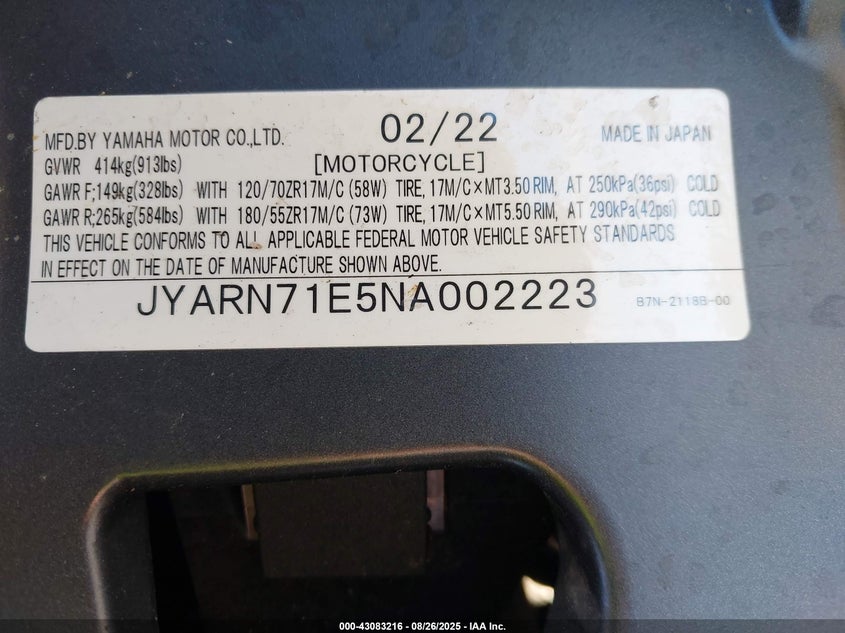 MFD.BY YAMAHA MOTOR CO.,LTD. 02/22 MADE IN JAPAN
GVWR 414kg(913lbs) [MOTORCYCLE]
GAWR F;149kg(328lbs) WITH 120/70ZR17M/C (58W) TIRE, 17M/C×MT3.50 RIM, AT 250kPa(36psi) COLD
GAWR R;265kg(584lbs) WITH 180/55ZR17M/C (73W) TIRE, 17M/C×MT5.50 RIM, AT 290kPa(42psi) COLD
THIS VEHICLE CONFORMS TO ALL APPLICABLE FEDERAL MOTOR VEHICLE SAFETY STANDARDS
IN EFFECT ON THE DATE OF MANUFACTURE SHOWN ABOVE.
JYARN71E5NA002223 B7N-2118B-00
000-43083216 - 08/26/2025 - IAA Inc.